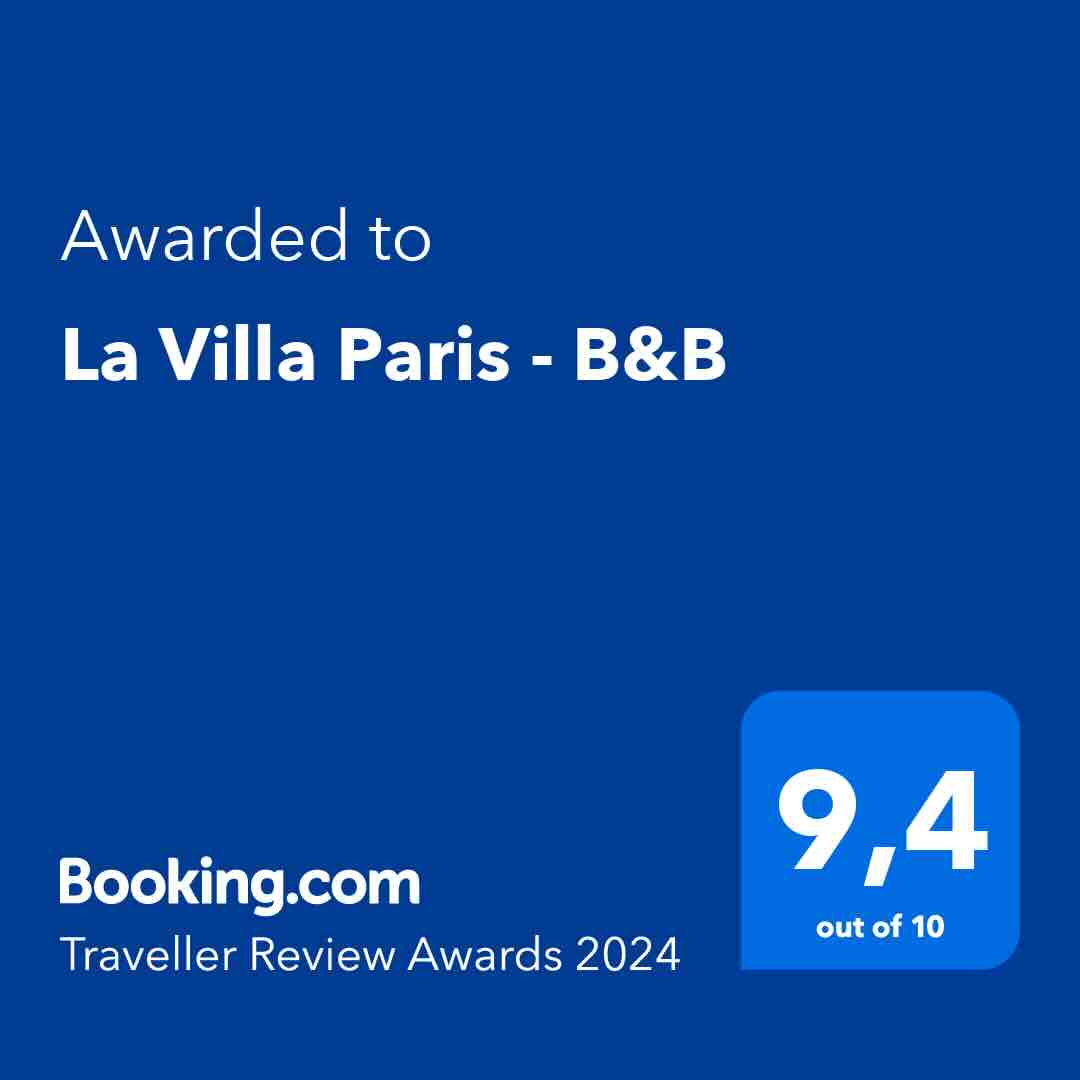 Awarded to
La Villa Paris - B&B
9,4
out of 10
Booking.com
Traveller Review Awards 2024